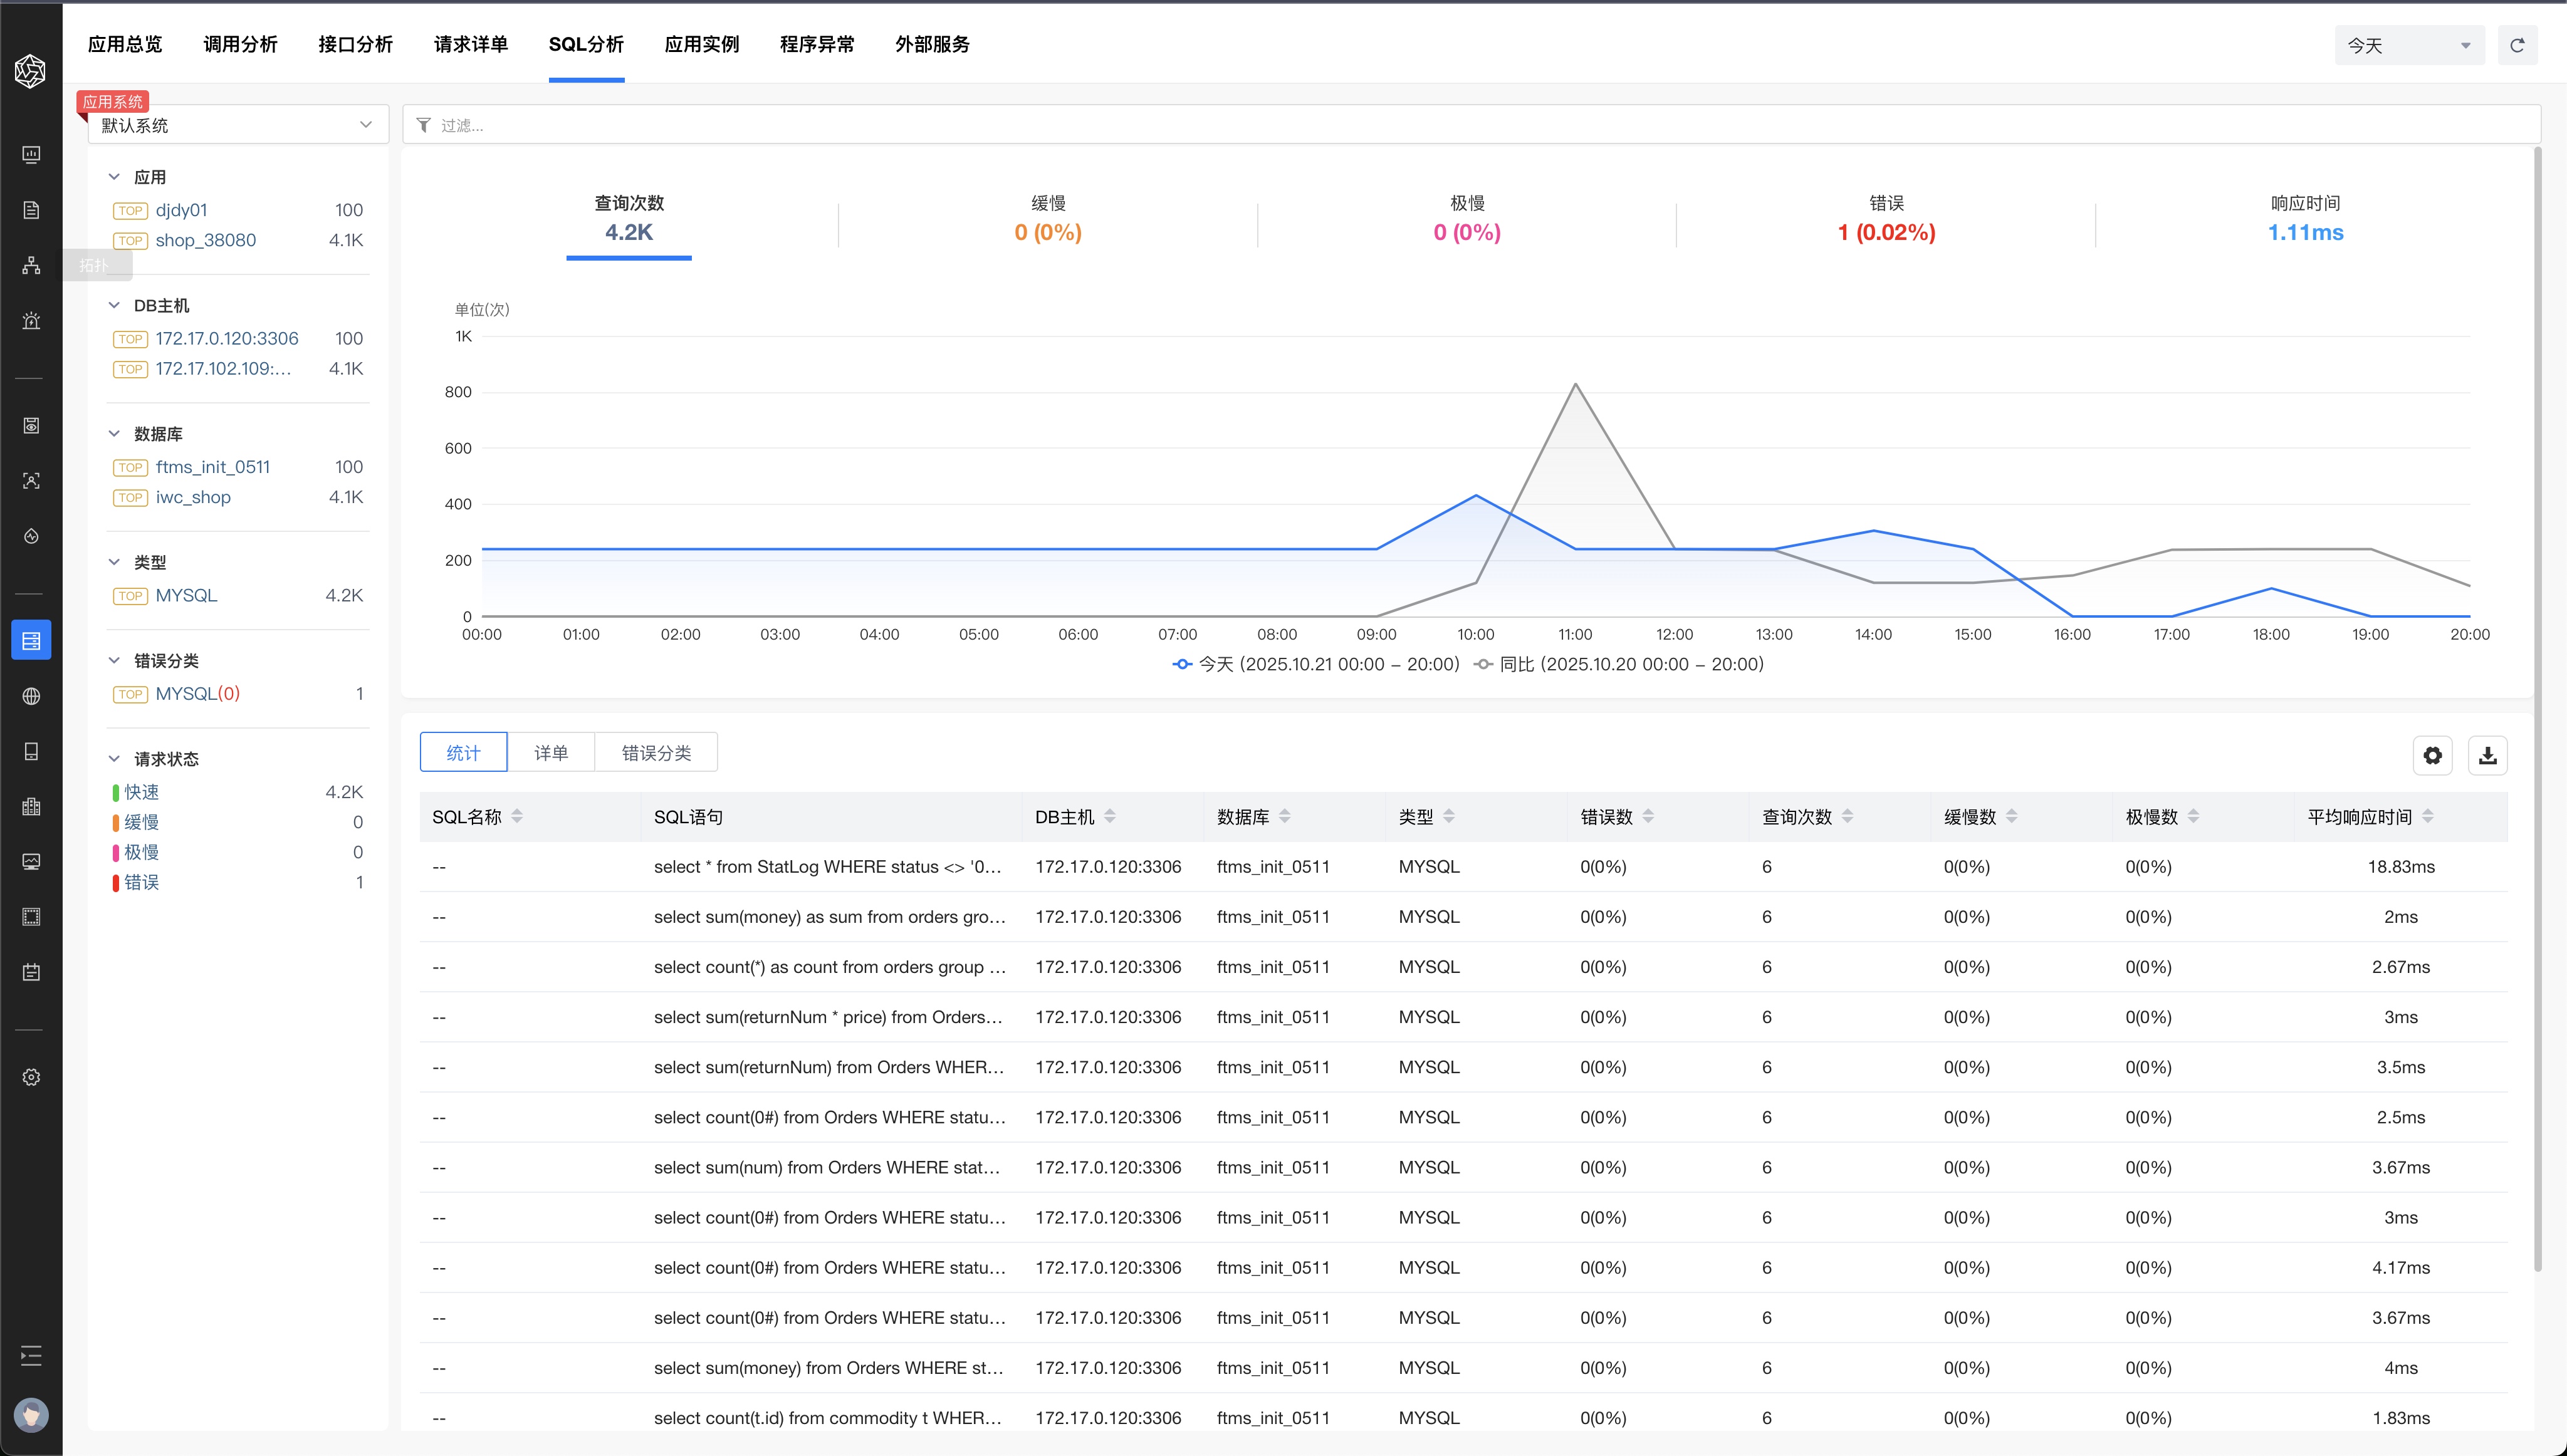 应用总览 调用分析 接口分析 请求详单 SQL分析 应用实例 程序异常 外部服务 今天
应用系统
默认系统
过滤...
应用
TOP djdy01 100
TOP shop_38080 4.1K
拓扑
DB主机
TOP 172.17.0.120:3306 100
TOP 172.17.102.109:... 4.1K
数据库
TOP ftms_init_0511 100
TOP iwc_shop 4.1K
类型
TOP MYSQL 4.2K
错误分类
TOP MYSQL(0) 1
请求状态
快速 4.2K
缓慢 0
极慢 0
错误 1
查询次数 缓慢 极慢 错误 响应时间
4.2K 0 (0%) 0 (0%) 1 (0.02%) 1.11ms
单位(次)
1K
800
600
400
200
0
00:00 01:00 02:00 03:00 04:00 05:00 06:00 07:00 08:00 09:00 10:00 11:00 12:00 13:00 14:00 15:00 16:00 17:00 18:00 19:00 20:00
今天 (2025.10.21 00:00 – 20:00) 同比 (2025.10.20 00:00 – 20:00)
统计 详单 错误分类
SQL名称 SQL语句 DB主机 数据库 类型 错误数 查询次数 缓慢数 极慢数 平均响应时间
-- select * from StatLog WHERE status <> '0... 172.17.0.120:3306 ftms_init_0511 MYSQL 0(0%) 6 0(0%) 0(0%) 18.83ms
-- select sum(money) as sum from orders gro... 172.17.0.120:3306 ftms_init_0511 MYSQL 0(0%) 6 0(0%) 0(0%) 2ms
-- select count(*) as count from orders group ... 172.17.0.120:3306 ftms_init_0511 MYSQL 0(0%) 6 0(0%) 0(0%) 2.67ms
-- select sum(returnNum * price) from Orders... 172.17.0.120:3306 ftms_init_0511 MYSQL 0(0%) 6 0(0%) 0(0%) 3ms
-- select sum(returnNum) from Orders WHER... 172.17.0.120:3306 ftms_init_0511 MYSQL 0(0%) 6 0(0%) 0(0%) 3.5ms
-- select count(0#) from Orders WHERE statu... 172.17.0.120:3306 ftms_init_0511 MYSQL 0(0%) 6 0(0%) 0(0%) 2.5ms
-- select sum(num) from Orders WHERE stat... 172.17.0.120:3306 ftms_init_0511 MYSQL 0(0%) 6 0(0%) 0(0%) 3.67ms
-- select count(0#) from Orders WHERE statu... 172.17.0.120:3306 ftms_init_0511 MYSQL 0(0%) 6 0(0%) 0(0%) 3ms
-- select count(0#) from Orders WHERE statu... 172.17.0.120:3306 ftms_init_0511 MYSQL 0(0%) 6 0(0%) 0(0%) 4.17ms
-- select count(0#) from Orders WHERE statu... 172.17.0.120:3306 ftms_init_0511 MYSQL 0(0%) 6 0(0%) 0(0%) 3.67ms
-- select sum(money) from Orders WHERE st... 172.17.0.120:3306 ftms_init_0511 MYSQL 0(0%) 6 0(0%) 0(0%) 4ms
-- select count(t.id) from commodity t WHER... 172.17.0.120:3306 ftms_init_0511 MYSQL 0(0%) 6 0(0%) 0(0%) 1.83ms